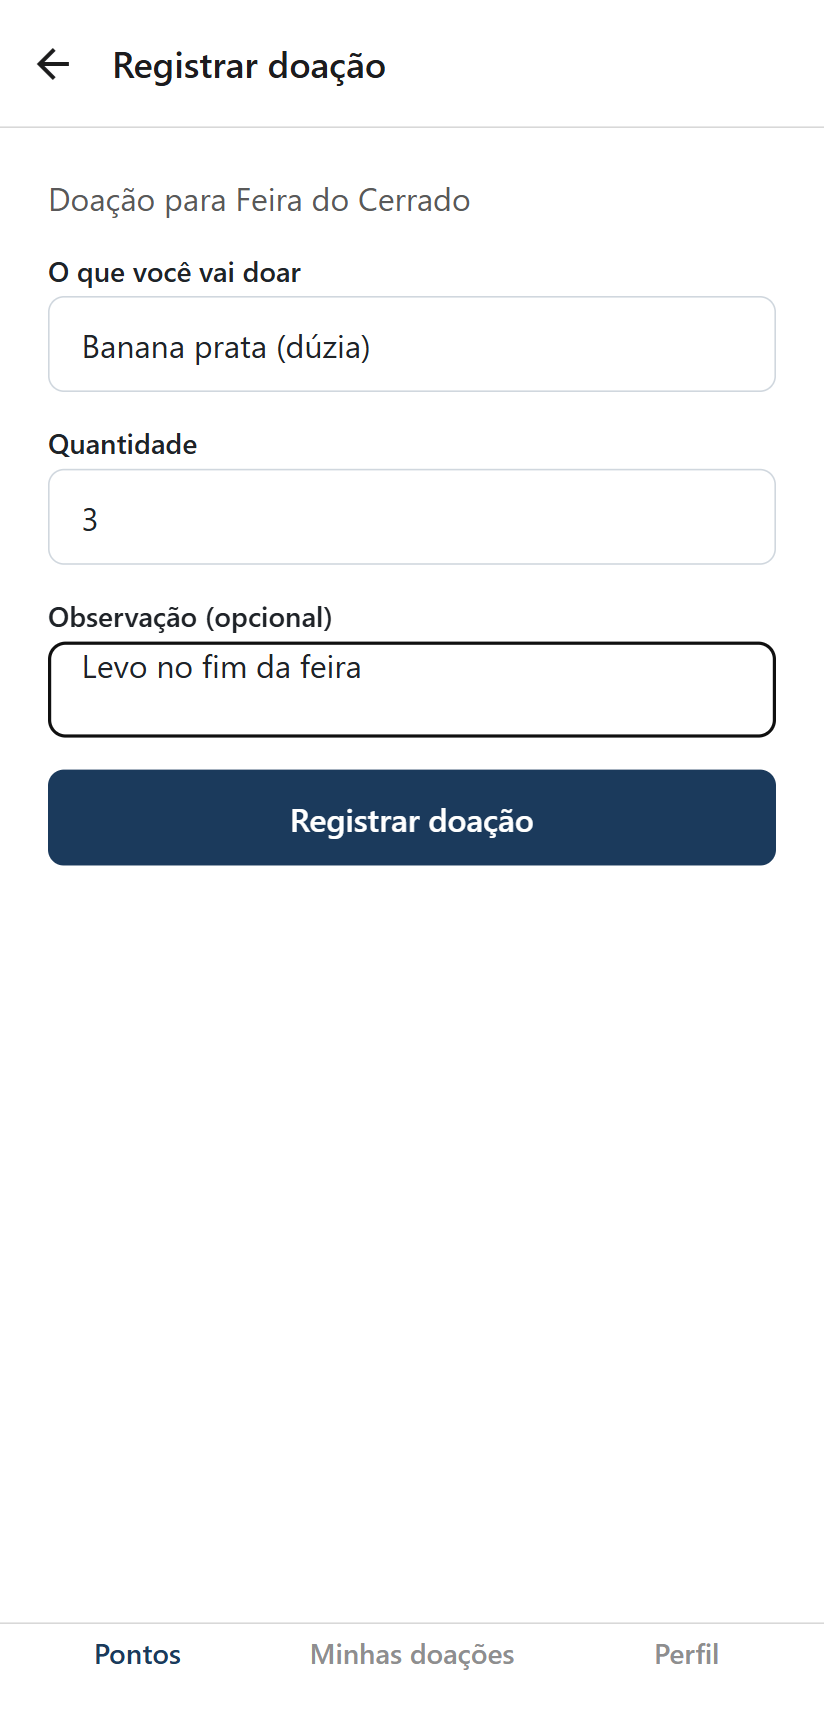 Registrar doação
Doação para Feira do Cerrado
O que você vai doar
Banana prata (dúzia)
Quantidade
3
Observação (opcional)
Levo no fim da feira
Registrar doação
Pontos
Minhas doações
Perfil